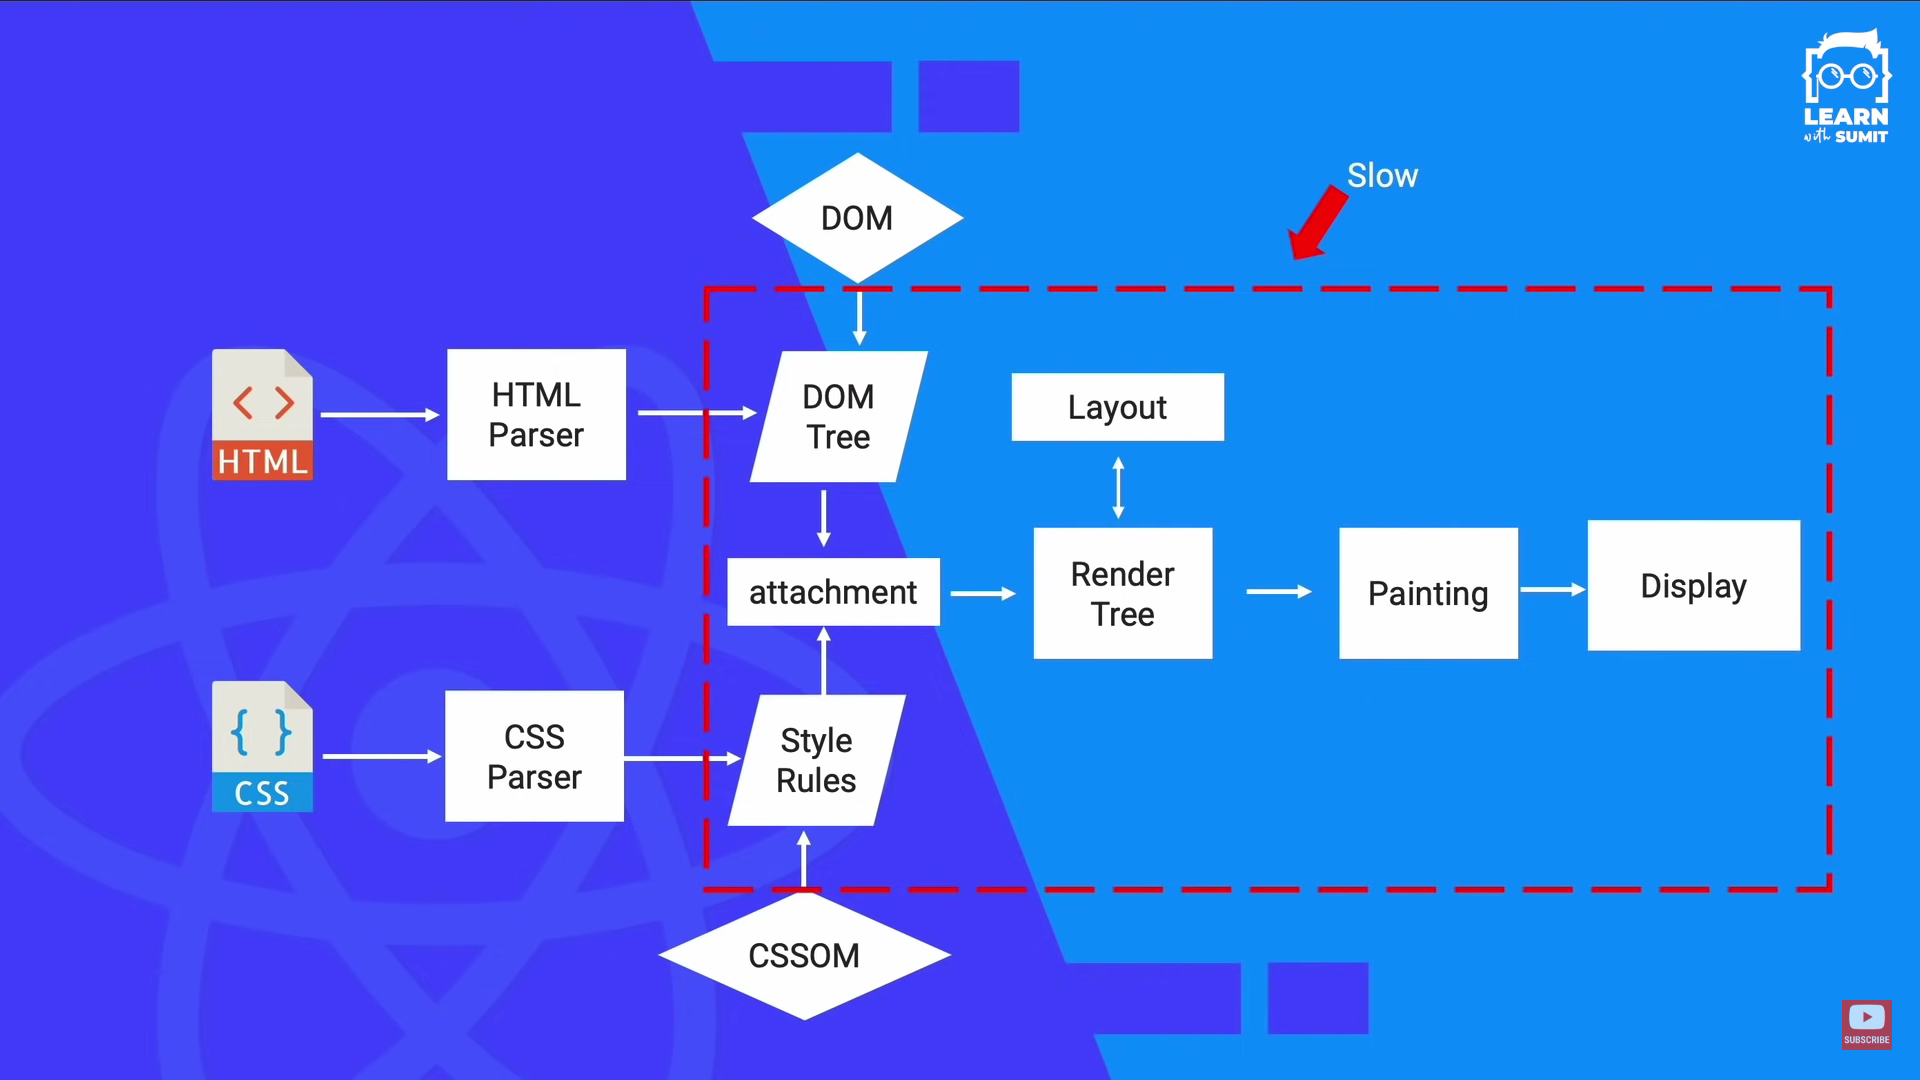 LEARN
with SUMIT
Slow
DOM
HTML
HTML
Parser
DOM
Tree
Layout
attachment
Render
Tree
Painting
Display
CSS
CSS
Parser
Style
Rules
CSSOM
SUBSCRIBE